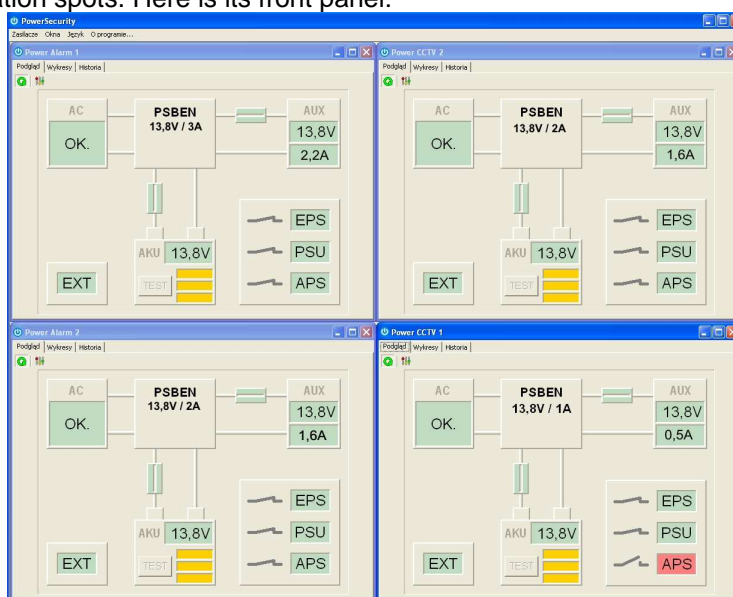 ation spots. Here is its front panel.
PowerSecurity
Zasilacze Okna Język O programie...
Power Alarm 1
Podgląd Wykresy Historia
AC
OK.
PSBEN
13,8V / 3A
AUX
13,8V
2,2A
AKU 13,8V
TEST
EXT
EPS
PSU
APS
Power CCTV 2
Podgląd Wykresy Historia
AC
OK.
PSBEN
13,8V / 2A
AUX
13,8V
1,6A
AKU 13,8V
TEST
EXT
EPS
PSU
APS
Power Alarm 2
Podgląd Wykresy Historia
AC
OK.
PSBEN
13,8V / 2A
AUX
13,8V
1,6A
AKU 13,8V
TEST
EXT
EPS
PSU
APS
Power CCTV 1
Podgląd Wykresy Historia
AC
OK.
PSBEN
13,8V / 1A
AUX
13,8V
0,5A
AKU 13,8V
TEST
EXT
EPS
PSU
APS